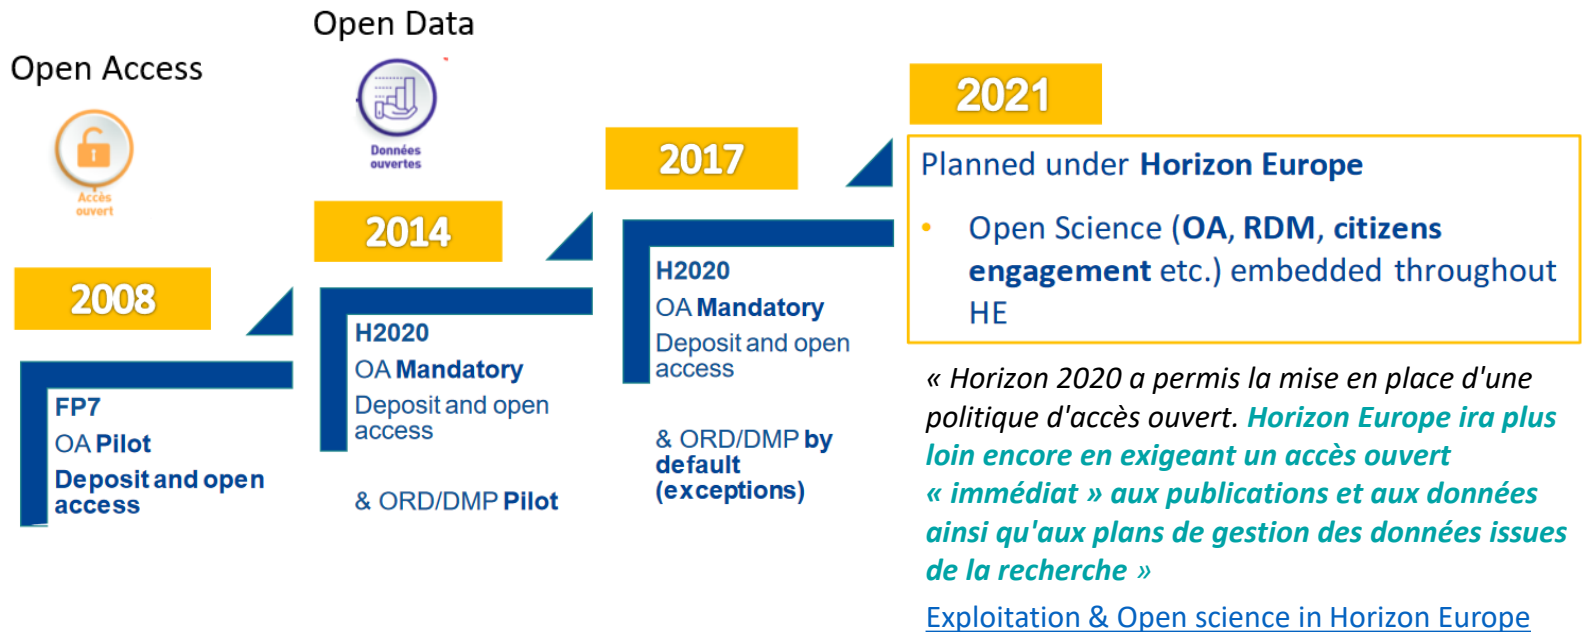 Open Access
Accès
ouvert
Open Data
Données
ouvertes
2008
FP7
OA Pilot
Deposit and open
access
2014
H2020
OA Mandatory
Deposit and open
access
& ORD/DMP Pilot
2017
H2020
OA Mandatory
Deposit and open
access
& ORD/DMP by
default
(exceptions)
2021
Planned under Horizon Europe
• Open Science (OA, RDM, citizens
engagement etc.) embedded throughout
HE
« Horizon 2020 a permis la mise en place d'une
politique d'accès ouvert. Horizon Europe ira plus
loin encore en exigeant un accès ouvert
« immédiat » aux publications et aux données
ainsi qu'aux plans de gestion des données issues
de la recherche »
Exploitation & Open science in Horizon Europe